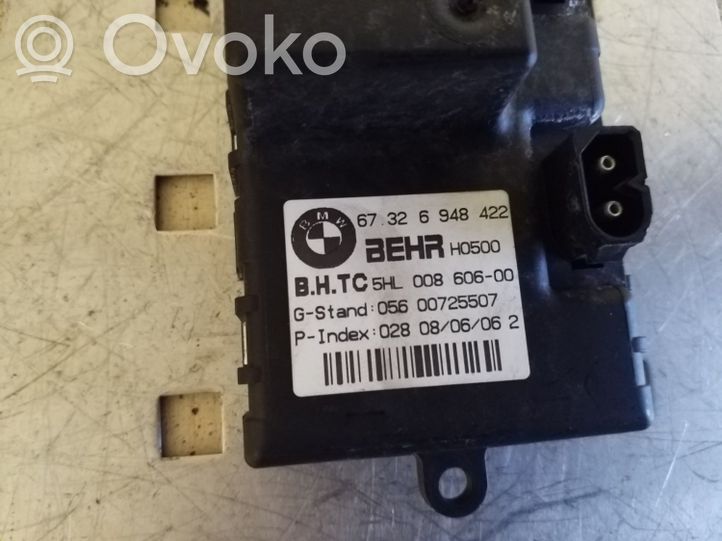 Ovoko
BMW
67.32 6 948 422
BEHR H0500
B.H.TC 5HL 008 606-00
G-Stand:056 00725507
P-Index:028 08/06/06 2